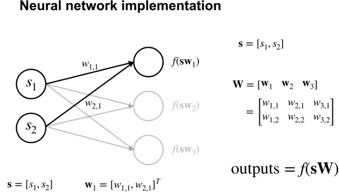 Neural network implementation
w₁,₁
s₁
f(sw₁)
w₂,₁
f(sw₂)
s₂
f(sw₃)
s = [s₁, s₂]
w₁ = [w₁,₁, w₂,₁]ᵀ
s = [s₁, s₂]
W = [w₁ w₂ w₃]
= [w₁,₁ w₂,₁ w₃,₁
w₁,₂ w₂,₂ w₃,₂]
outputs = f(sW)